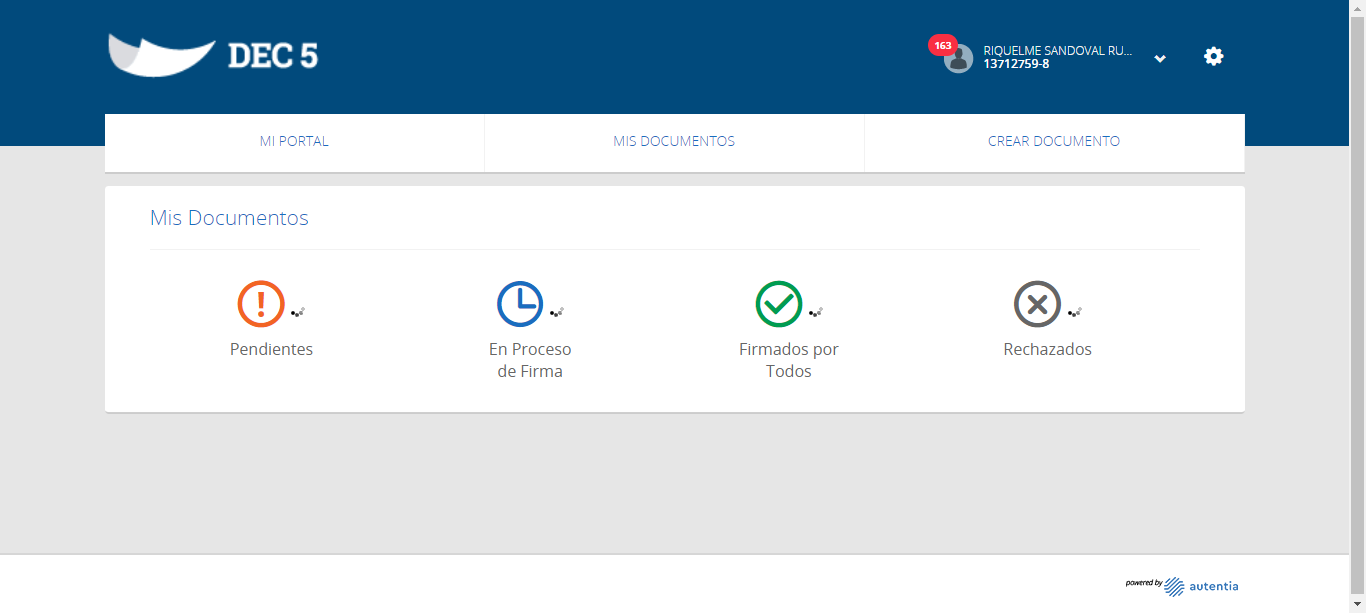 DEC 5
163
RIQUELME SANDOVAL RU...
13712759-8
MI PORTAL
MIS DOCUMENTOS
CREAR DOCUMENTO
Mis Documentos
Pendientes
En Proceso
de Firma
Firmados por
Todos
Rechazados
powered by
autentia